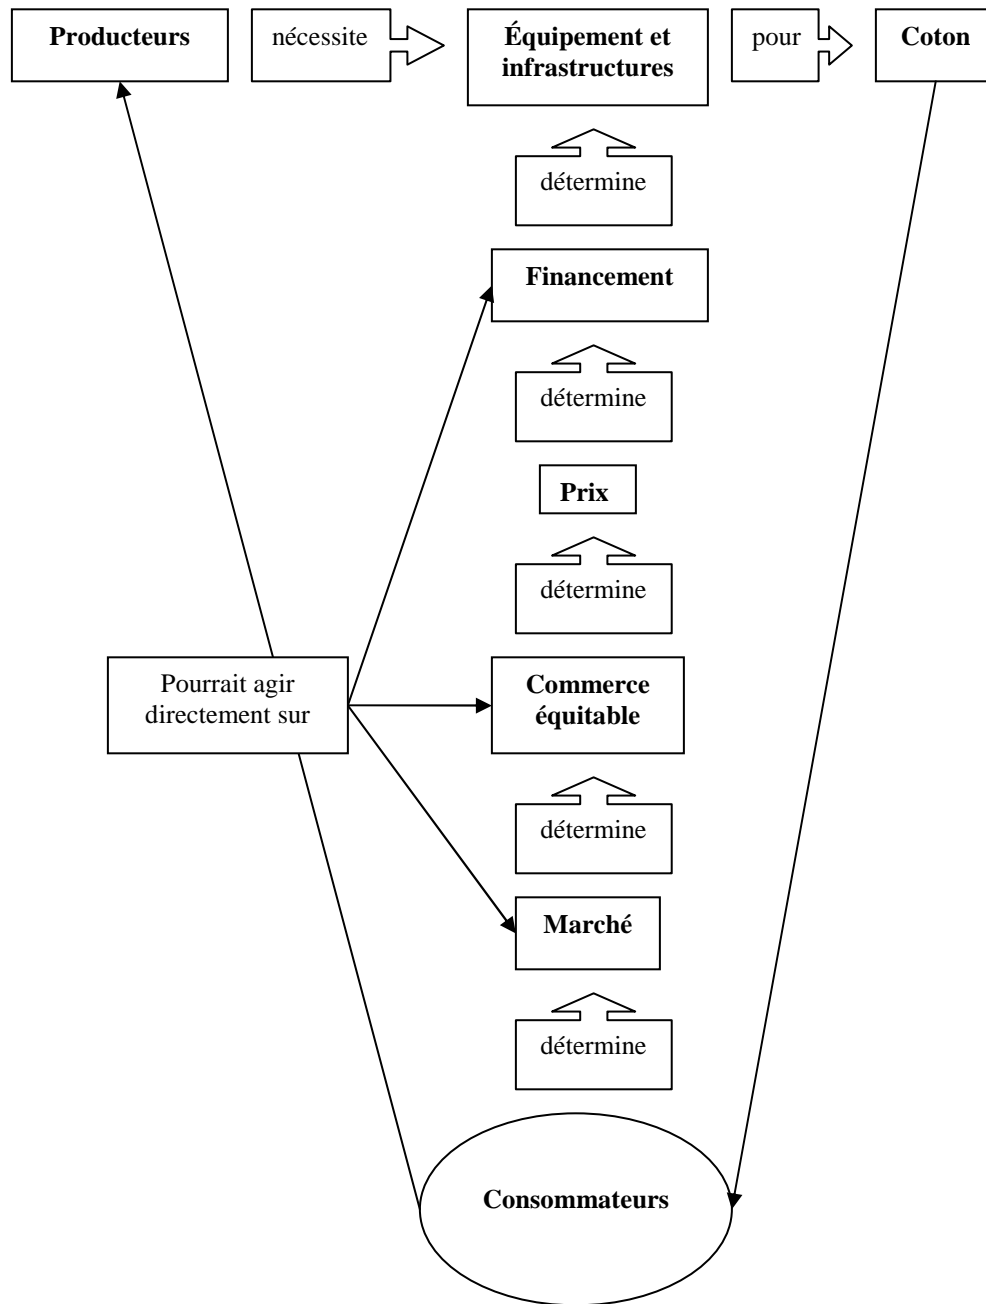 Producteurs
nécessite
Équipement et
infrastructures
pour
Coton
détermine
Financement
détermine
Prix
détermine
Pourrait agir
directement sur
Commerce
équitable
détermine
Marché
détermine
Consommateurs